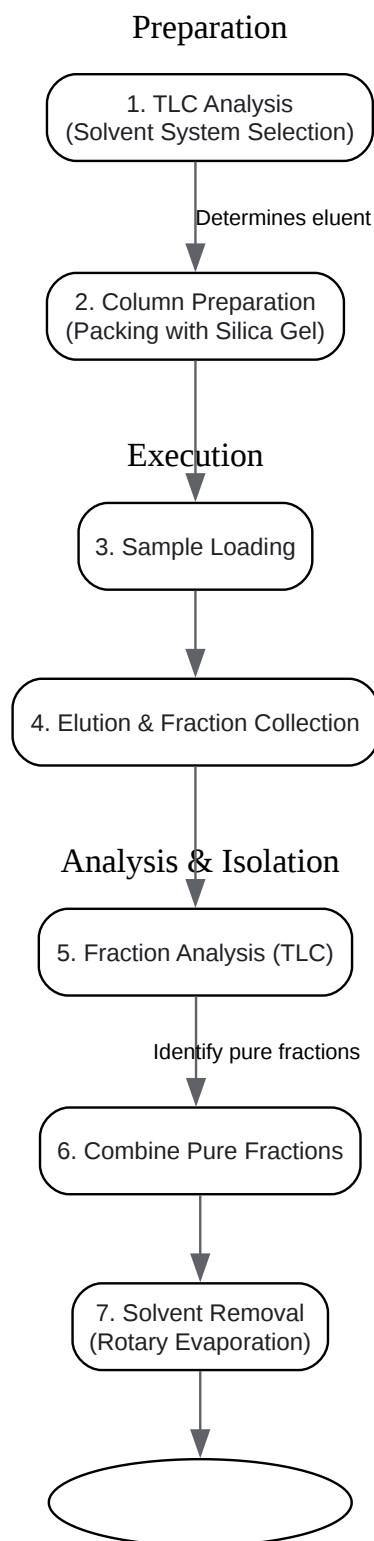 Preparation
1. TLC Analysis
(Solvent System Selection)
Determines eluent
2. Column Preparation
(Packing with Silica Gel)
Execution
3. Sample Loading
4. Elution & Fraction Collection
Analysis & Isolation
5. Fraction Analysis (TLC)
Identify pure fractions
6. Combine Pure Fractions
7. Solvent Removal
(Rotary Evaporation)